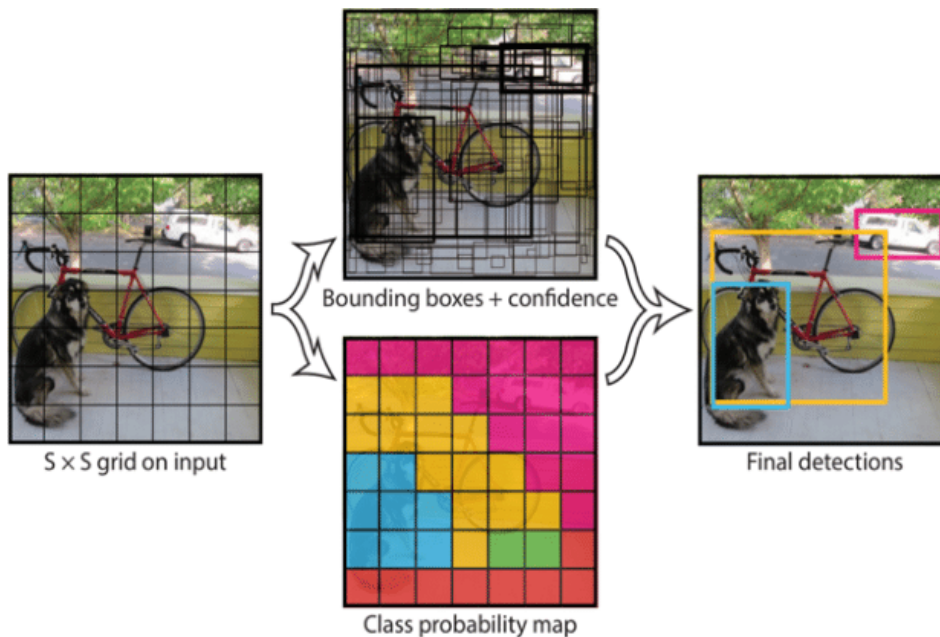 S × S grid on input
Bounding boxes + confidence
Class probability map
Final detections